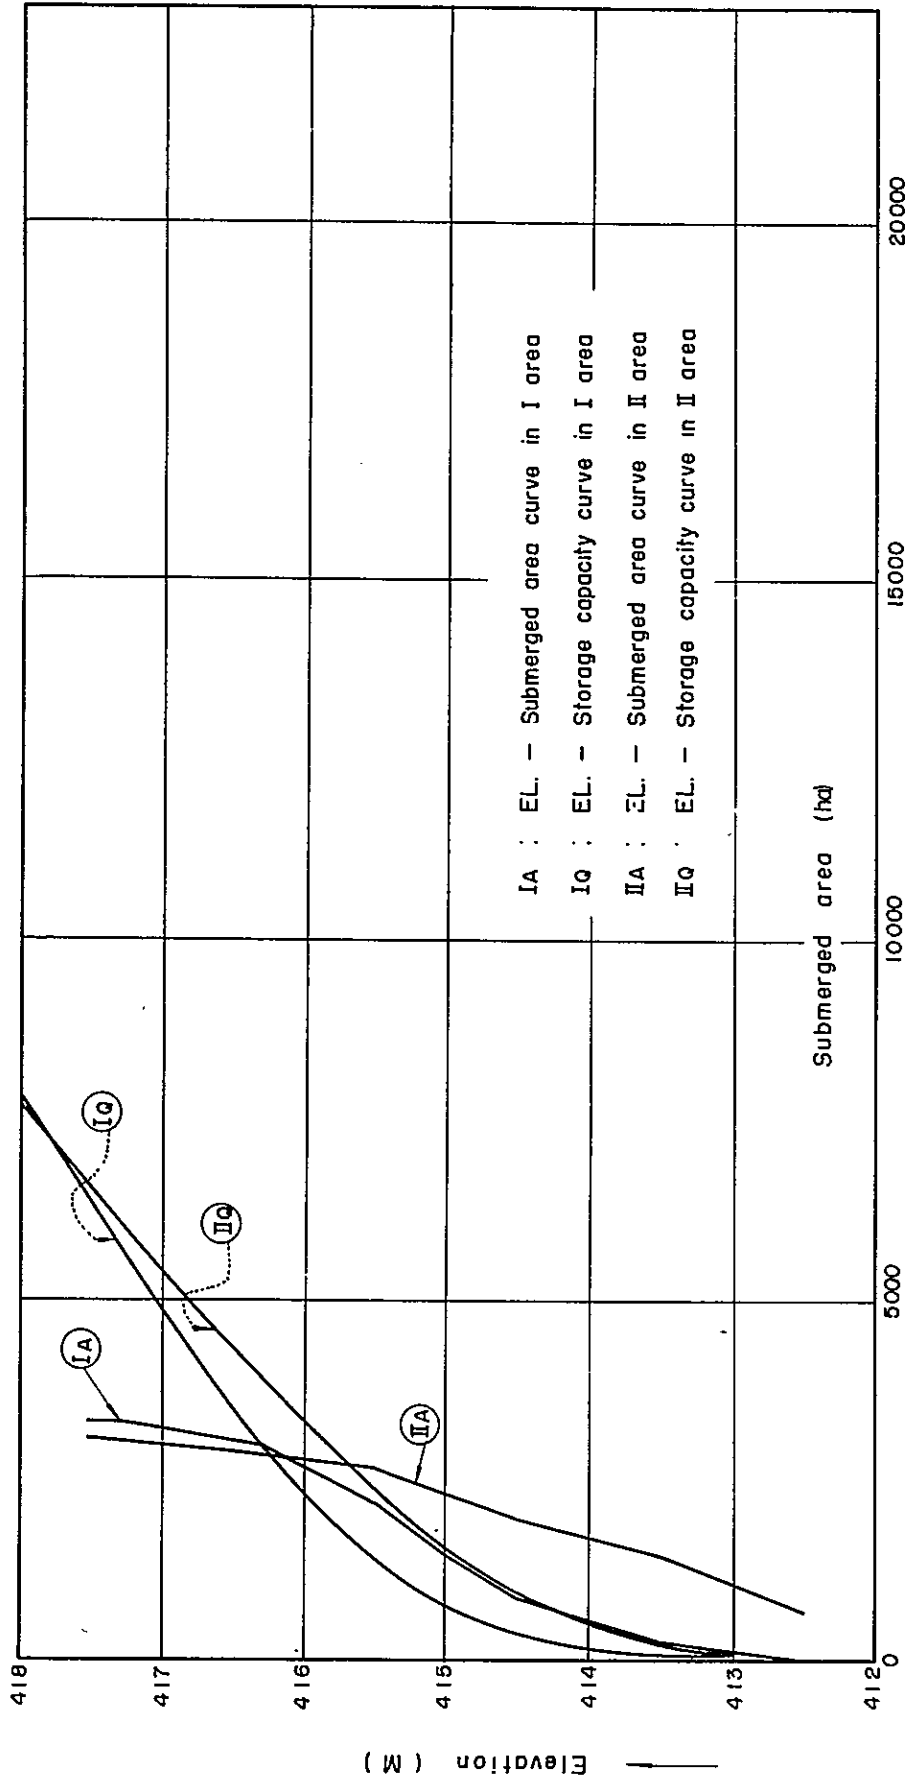 Elevation (M)
418
417
416
415
414
413
412
IA
IQ
IIQ
IIA
IA : EL. – Submerged area curve in I area
IQ : EL. – Storage capacity curve in I area
IIA : EL. – Submerged area curve in II area
IIQ : EL. – Storage capacity curve in II area
Submerged area (ha)
0
5000
10000
15000
20000